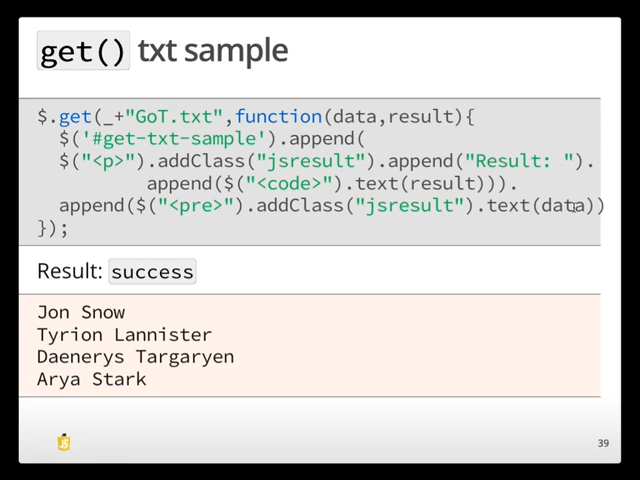 get() txt sample
$.get(_+"GoT.txt",function(data,result){
$('#get-txt-sample').append(
$("<p>").addClass("jsresult").append("Result: ").
append($("<code>").text(result))).
append($("<pre>").addClass("jsresult").text(data))
});
Result: success
Jon Snow
Tyrion Lannister
Daenerys Targaryen
Arya Stark
JS
39